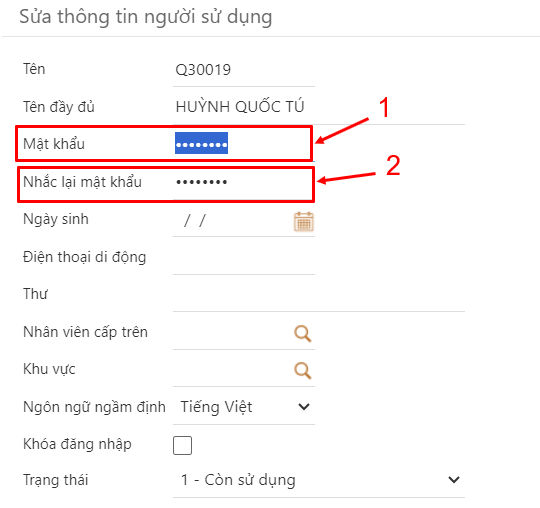 Sửa thông tin người sử dụng
Tên Q30019
Tên đầy đủ HUỲNH QUỐC TÚ
1
Mật khẩu ••••••••
2
Nhắc lại mật khẩu ••••••••
Ngày sinh / /
Điện thoại di động
Thư
Nhân viên cấp trên
Khu vực
Ngôn ngữ ngầm định Tiếng Việt
Khóa đăng nhập
Trạng thái 1 - Còn sử dụng